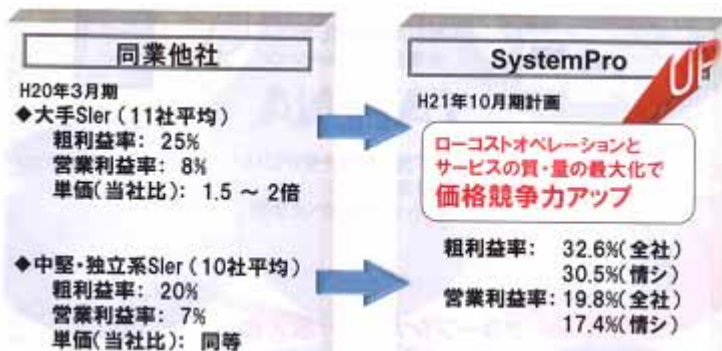 同業他社
H20年3月期
◆大手SIer(11社平均)
粗利益率: 25%
営業利益率: 8%
単価(当社比): 1.5 ~ 2倍
◆中堅・独立系SIer(10社平均)
粗利益率: 20%
営業利益率: 7%
単価(当社比): 同等
SystemPro
UP
H21年10月期計画
ローコストオペレーションと
サービスの質・量の最大化で
価格競争力アップ
粗利益率: 32.6%(全社)
30.5%(情シ)
営業利益率: 19.8%(全社)
17.4%(情シ)